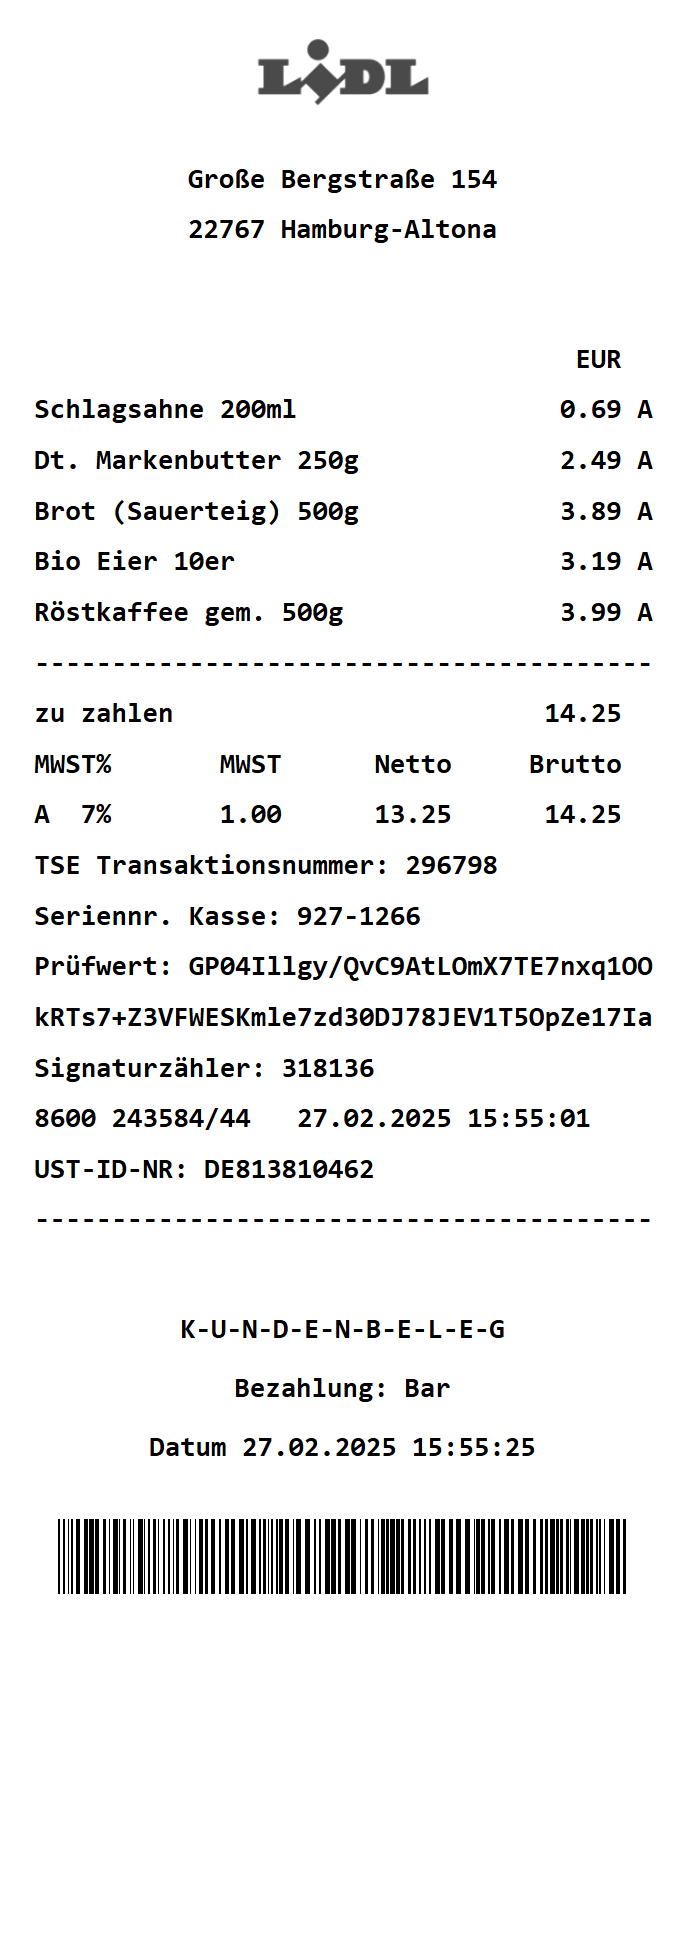 LIDL
Große Bergstraße 154
22767 Hamburg-Altona
EUR
Schlagsahne 200ml 0.69 A
Dt. Markenbutter 250g 2.49 A
Brot (Sauerteig) 500g 3.89 A
Bio Eier 10er 3.19 A
Röstkaffee gem. 500g 3.99 A
----------------------------------------
zu zahlen 14.25
MWST% MWST Netto Brutto
A 7% 1.00 13.25 14.25
TSE Transaktionsnummer: 296798
Seriennr. Kasse: 927-1266
Prüfwert: GP04Illgy/QvC9AtLOmX7TE7nxq1OO
kRTs7+Z3VFWESKmle7zd30DJ78JEV1T5OpZe17Ia
Signaturzähler: 318136
8600 243584/44 27.02.2025 15:55:01
UST-ID-NR: DE813810462
----------------------------------------
K-U-N-D-E-N-B-E-L-E-G
Bezahlung: Bar
Datum 27.02.2025 15:55:25